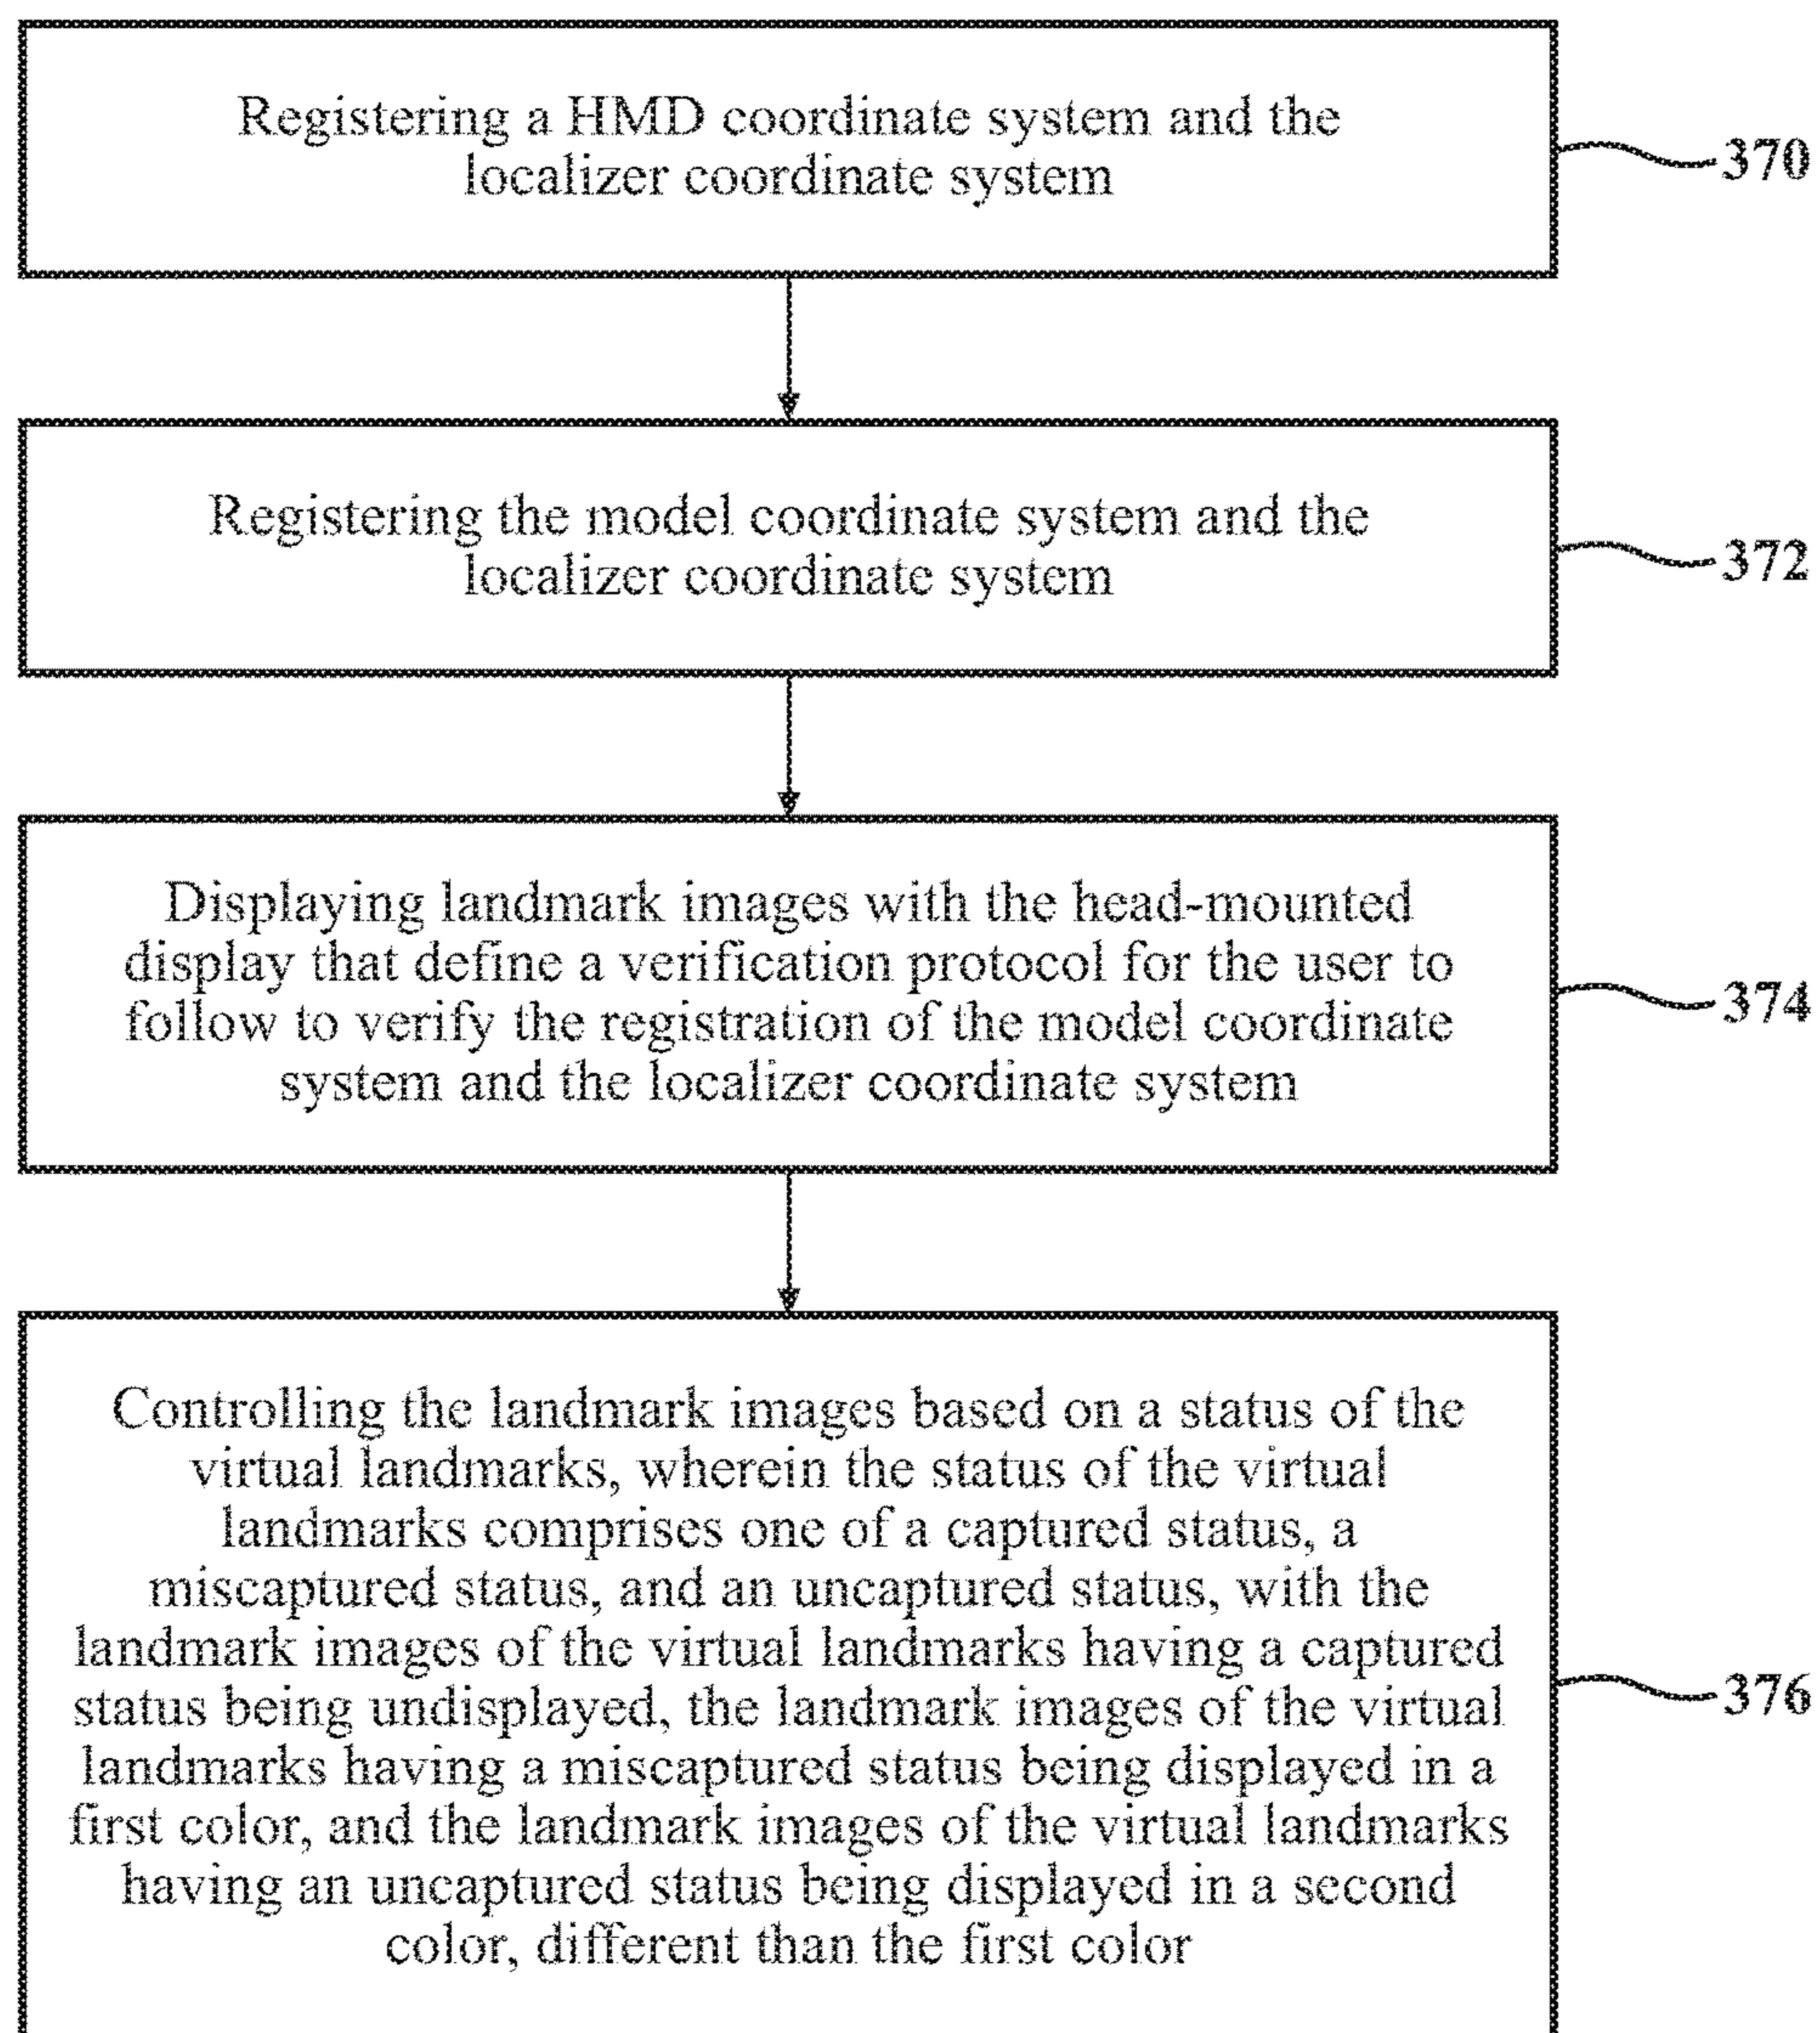 Registering a HMD coordinate system and the
localizer coordinate system
370
Registering the model coordinate system and the
localizer coordinate system
372
Displaying landmark images with the head-mounted
display that define a verification protocol for the user to
follow to verify the registration of the model coordinate
system and the localizer coordinate system
374
Controlling the landmark images based on a status of the
virtual landmarks, wherein the status of the virtual
landmarks comprises one of a captured status, a
miscaptured status, and an uncaptured status, with the
landmark images of the virtual landmarks having a captured
status being undisplayed, the landmark images of the virtual
landmarks having a miscaptured status being displayed in a
first color, and the landmark images of the virtual landmarks
having an uncaptured status being displayed in a second
color, different than the first color
376